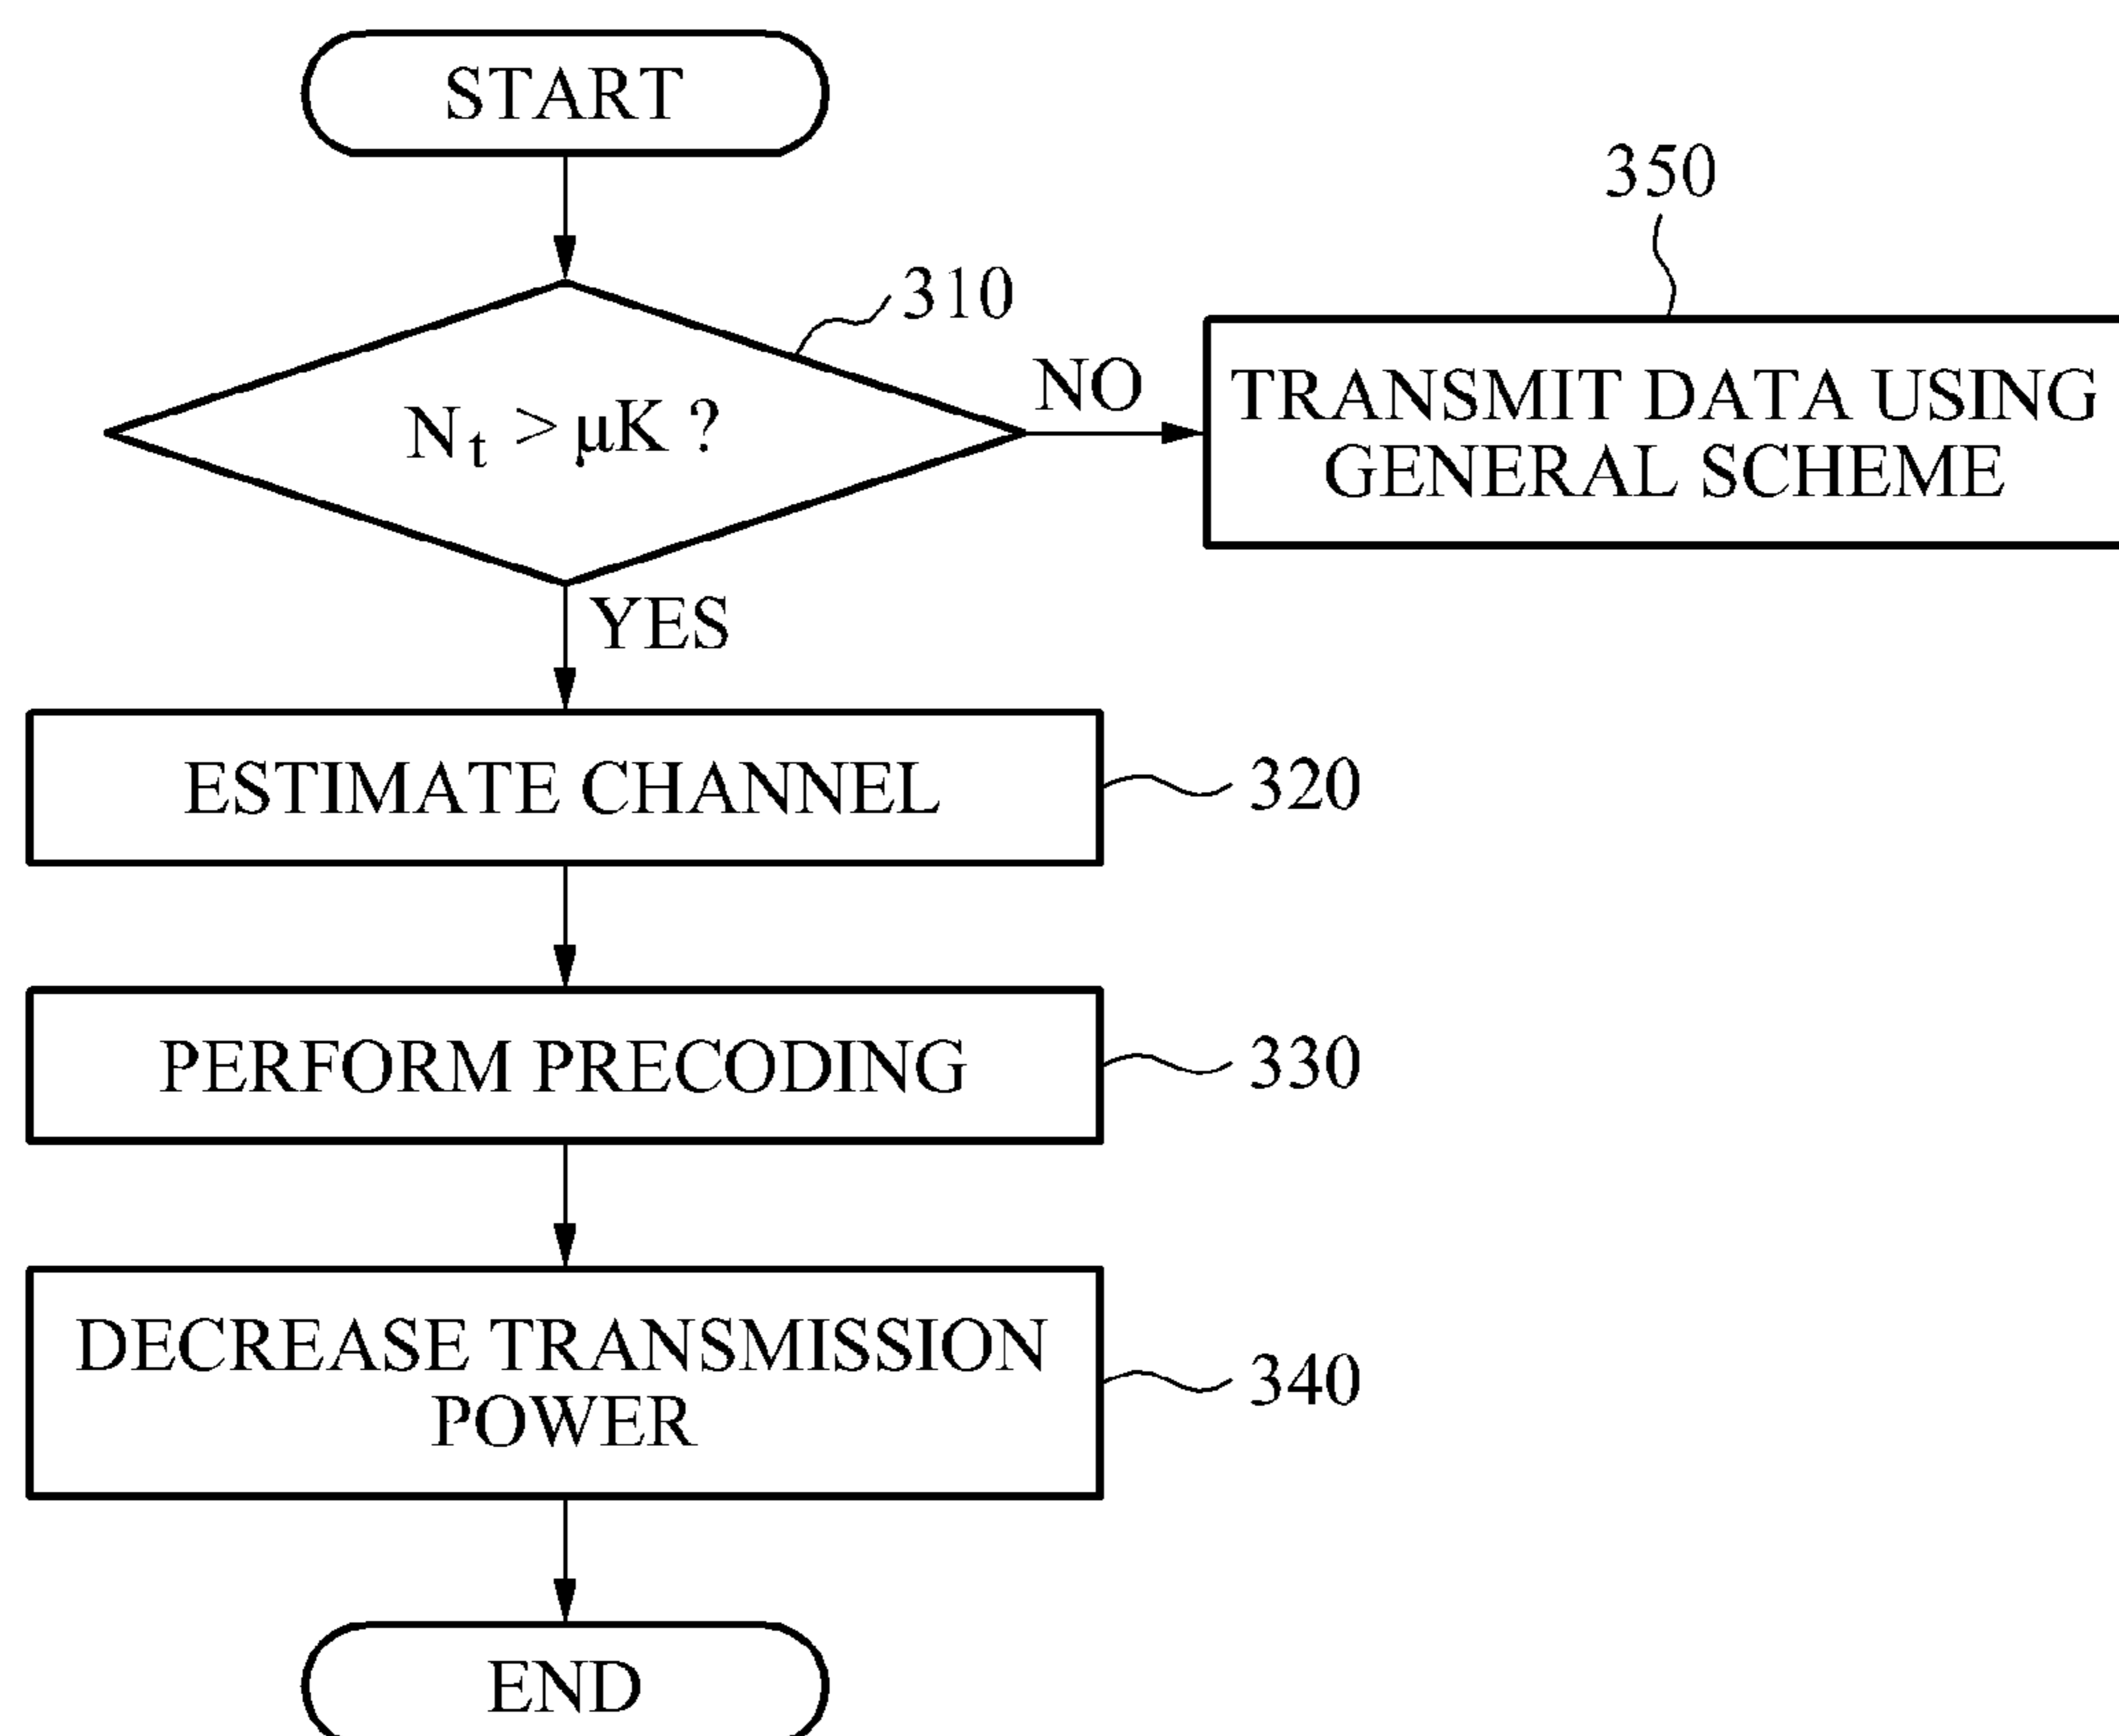 START
350
310
NO
TRANSMIT DATA USING
GENERAL SCHEME
Nt > μK ?
YES
ESTIMATE CHANNEL
320
PERFORM PRECODING
330
DECREASE TRANSMISSION
POWER
340
END